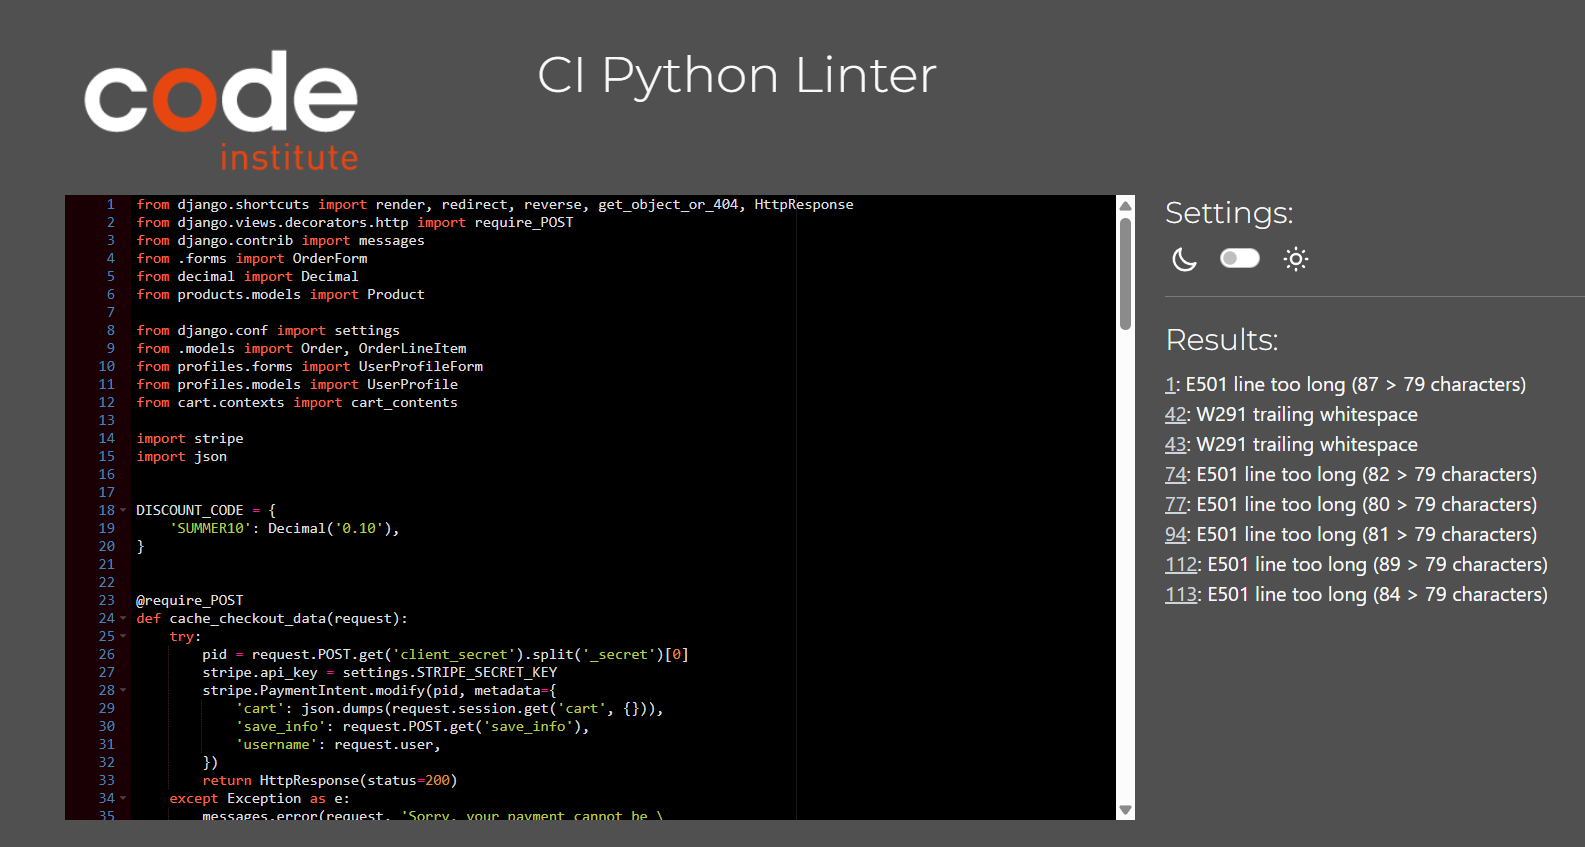 code
institute
CI Python Linter
1 from django.shortcuts import render, redirect, reverse, get_object_or_404, HttpResponse
2 from django.views.decorators.http import require_POST
3 from django.contrib import messages
4 from .forms import OrderForm
5 from decimal import Decimal
6 from products.models import Product
7
8 from django.conf import settings
9 from .models import Order, OrderLineItem
10 from profiles.forms import UserProfileForm
11 from profiles.models import UserProfile
12 from cart.contexts import cart_contents
13
14 import stripe
15 import json
16
17
18 DISCOUNT_CODE = {
19     'SUMMER10': Decimal('0.10'),
20 }
21
22
23 @require_POST
24 def cache_checkout_data(request):
25     try:
26         pid = request.POST.get('client_secret').split('_secret')[0]
27         stripe.api_key = settings.STRIPE_SECRET_KEY
28         stripe.PaymentIntent.modify(pid, metadata={
29             'cart': json.dumps(request.session.get('cart', {})),
30             'save_info': request.POST.get('save_info'),
31             'username': request.user,
32         })
33         return HttpResponse(status=200)
34     except Exception as e:
35         messages.error(request, 'Sorry, your payment cannot be \
Settings:
Results:
1: E501 line too long (87 > 79 characters)
42: W291 trailing whitespace
43: W291 trailing whitespace
74: E501 line too long (82 > 79 characters)
77: E501 line too long (80 > 79 characters)
94: E501 line too long (81 > 79 characters)
112: E501 line too long (89 > 79 characters)
113: E501 line too long (84 > 79 characters)